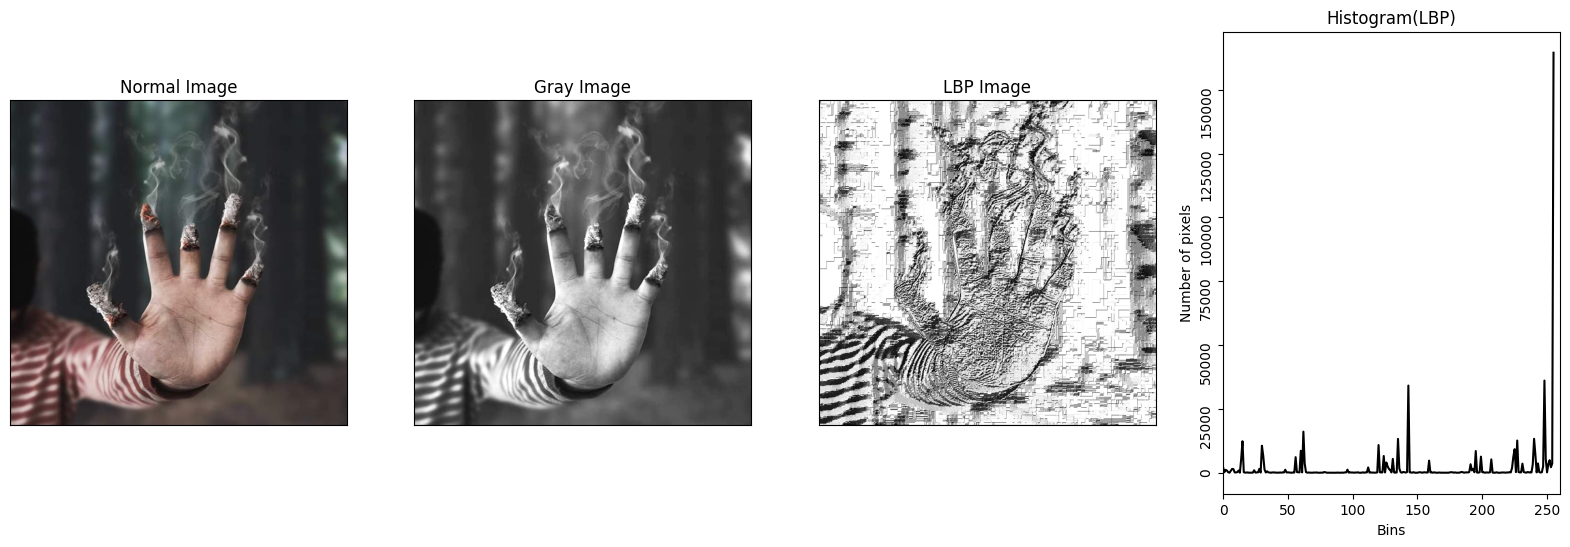 Normal Image
Gray Image
LBP Image
Histogram(LBP)
Number of pixels
150000
125000
100000
75000
50000
25000
0
0 50 100 150 200 250
Bins